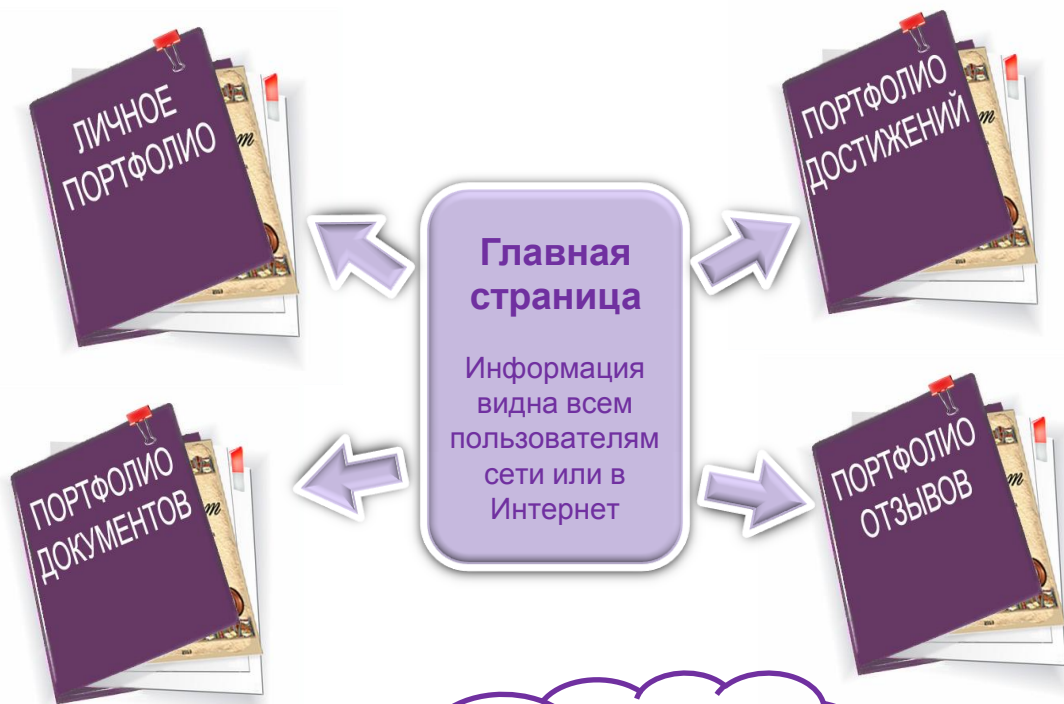 ЛИЧНОЕ
ПОРТФОЛИО
ПОРТФОЛИО
ДОСТИЖЕНИЙ
Главная
страница
Информация
видна всем
пользователям
сети или в
Интернет
ПОРТФОЛИО
ДОКУМЕНТОВ
ПОРТФОЛИО
ОТЗЫВОВ